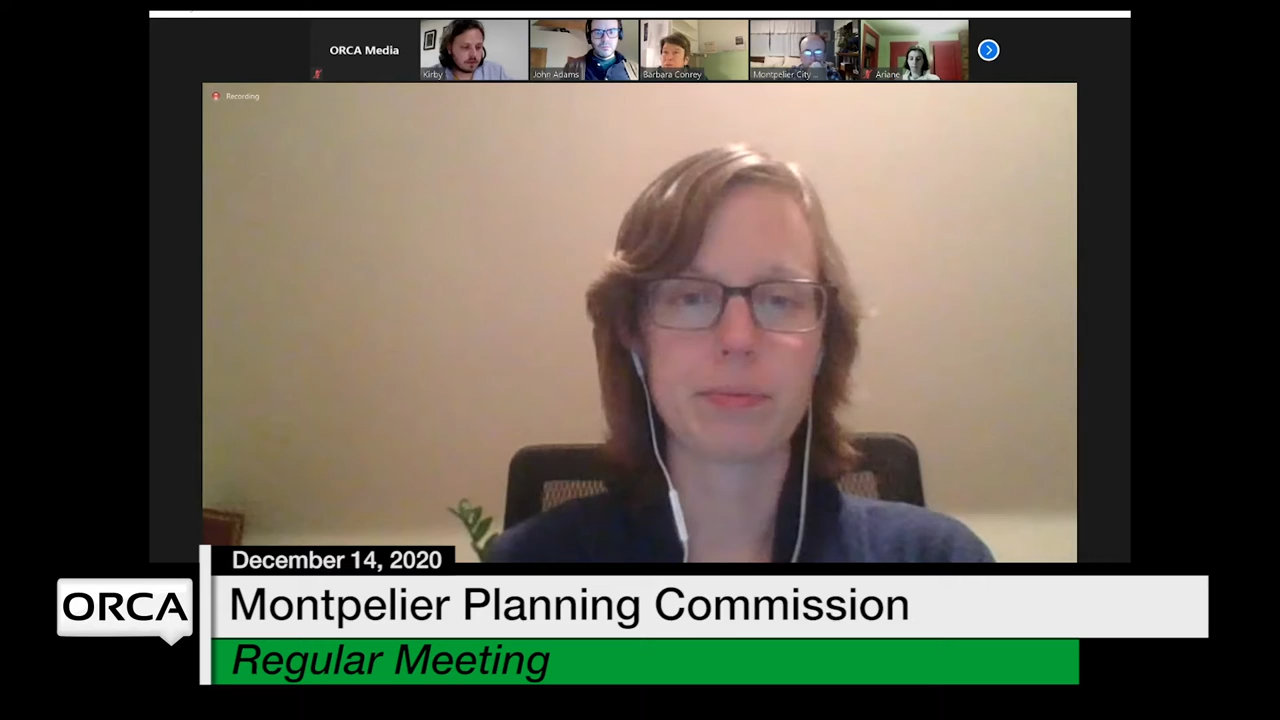 ORCA Media
Kirby
John Adams
Barbara Conrey
Montpelier City ...
Ariane
Recording
December 14, 2020
ORCA
Montpelier Planning Commission
Regular Meeting